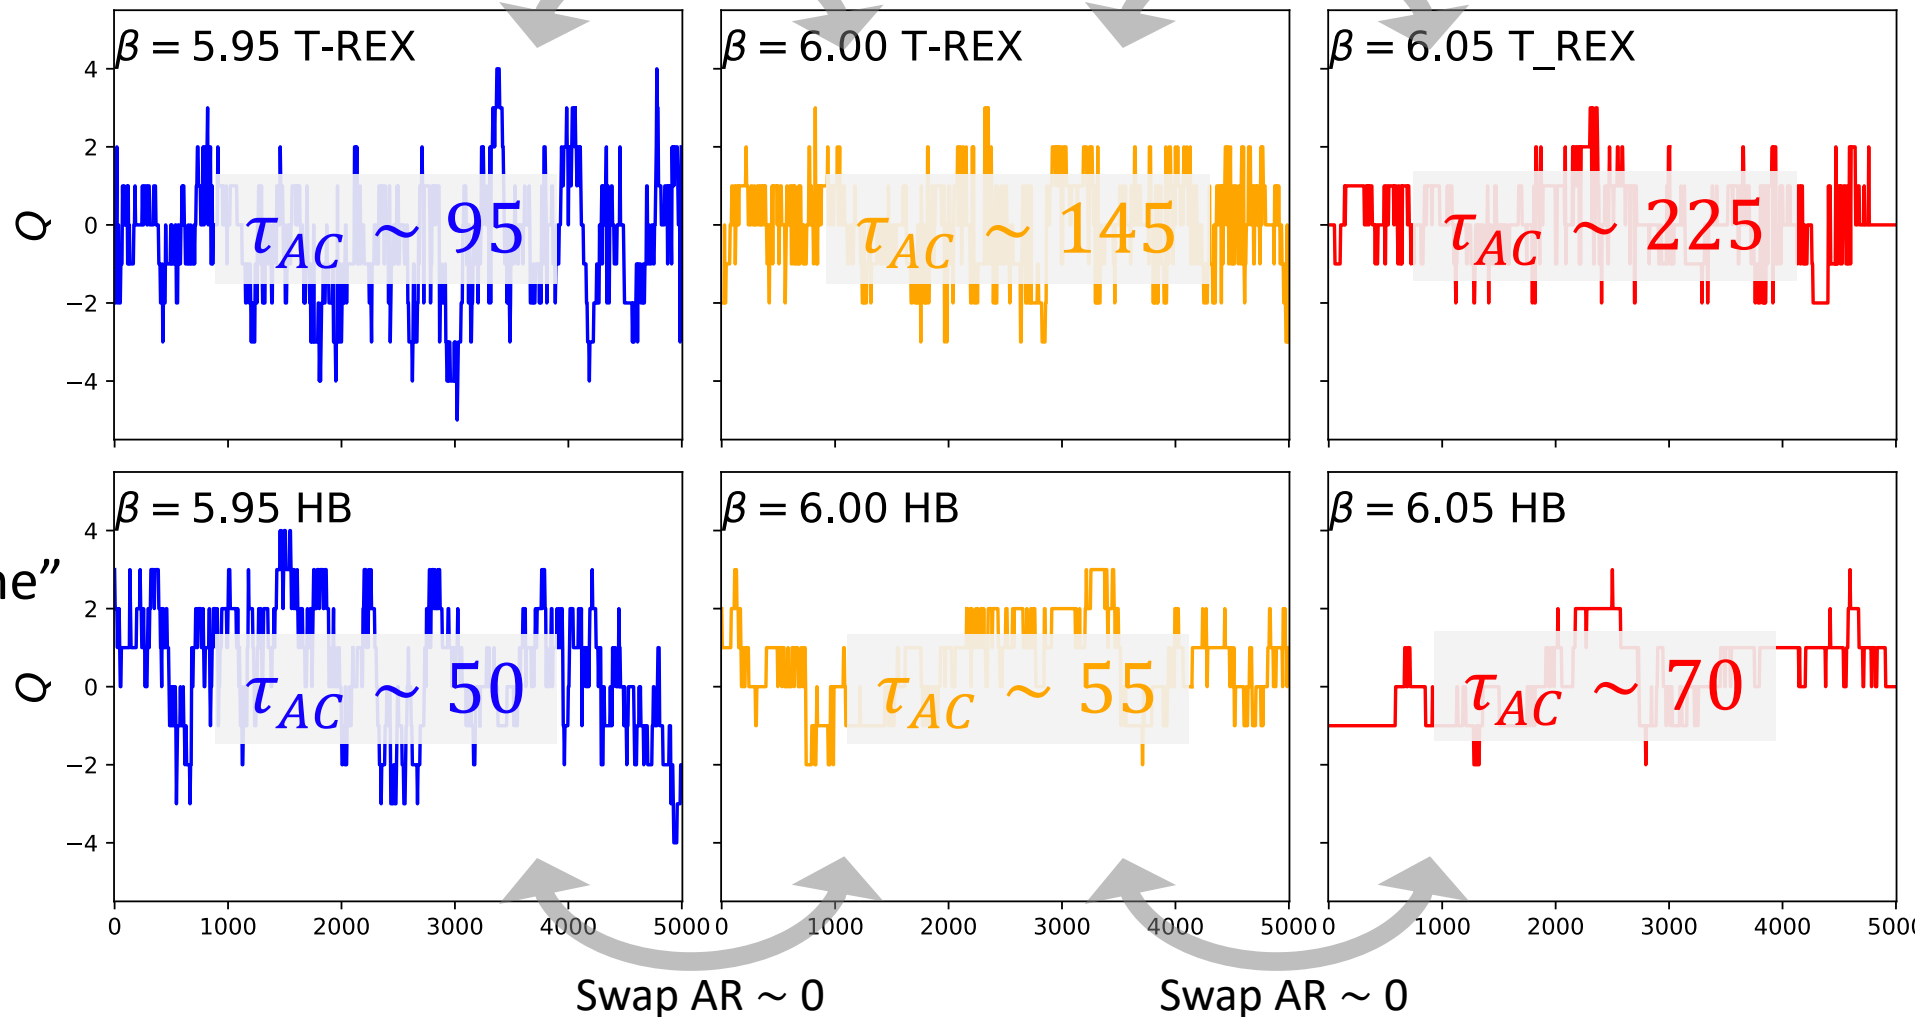 β = 5.95 T-REX
β = 6.00 T-REX
β = 6.05 T_REX
4
2
0
−2
−4
Q
τ_AC ~ 95
τ_AC ~ 145
τ_AC ~ 225
β = 5.95 HB
β = 6.00 HB
β = 6.05 HB
4
2
0
−2
−4
Q
τ_AC ~ 50
τ_AC ~ 55
τ_AC ~ 70
0 1000 2000 3000 4000 5000
0 1000 2000 3000 4000 5000
0 1000 2000 3000 4000
Swap AR ~ 0
Swap AR ~ 0